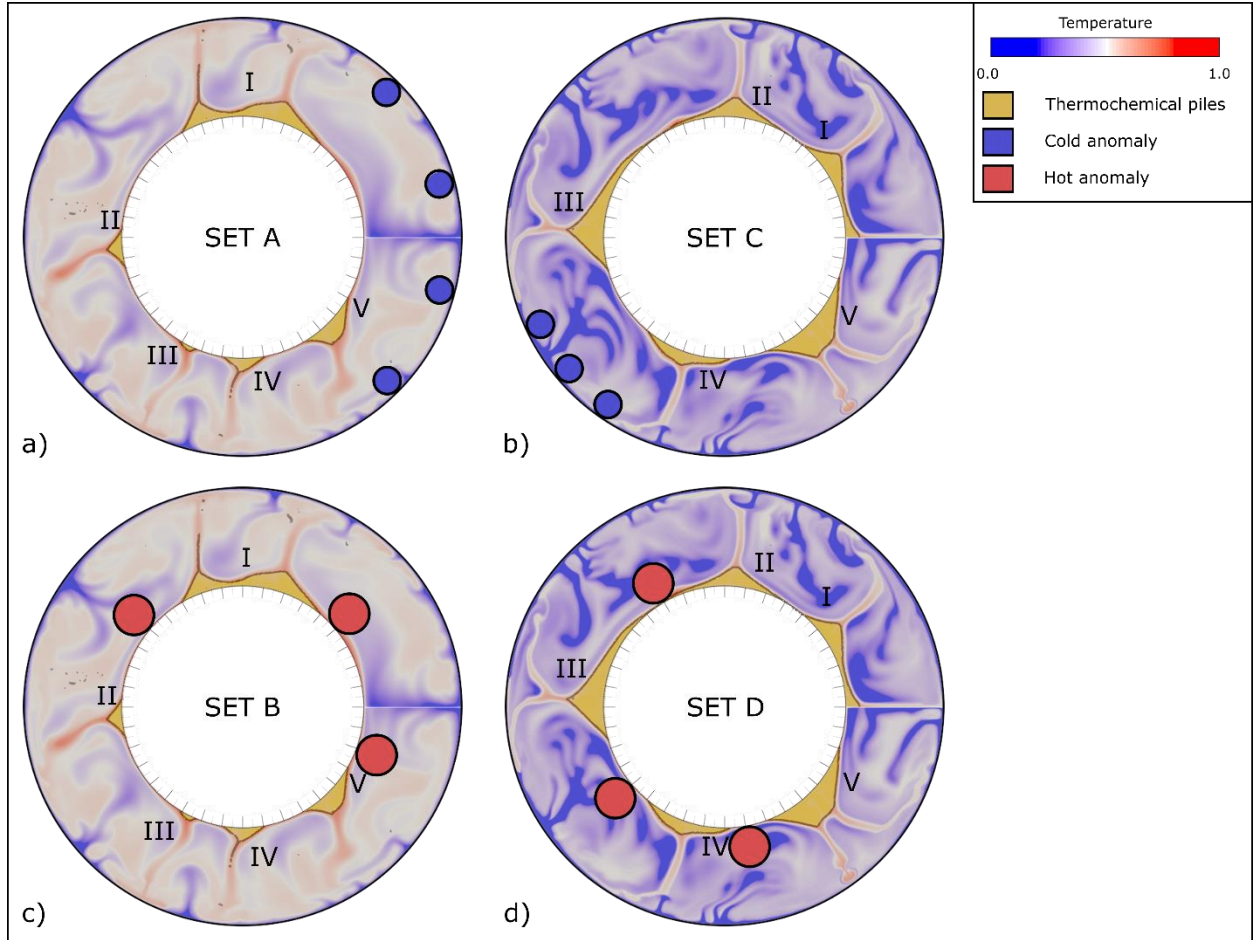 Temperature
0.0 1.0
Thermochemical piles
Cold anomaly
Hot anomaly
I
II
III
IV
V
SET A
a)
I
II
III
IV
V
SET C
b)
I
II
III
IV
V
SET B
c)
I
II
III
IV
V
SET D
d)